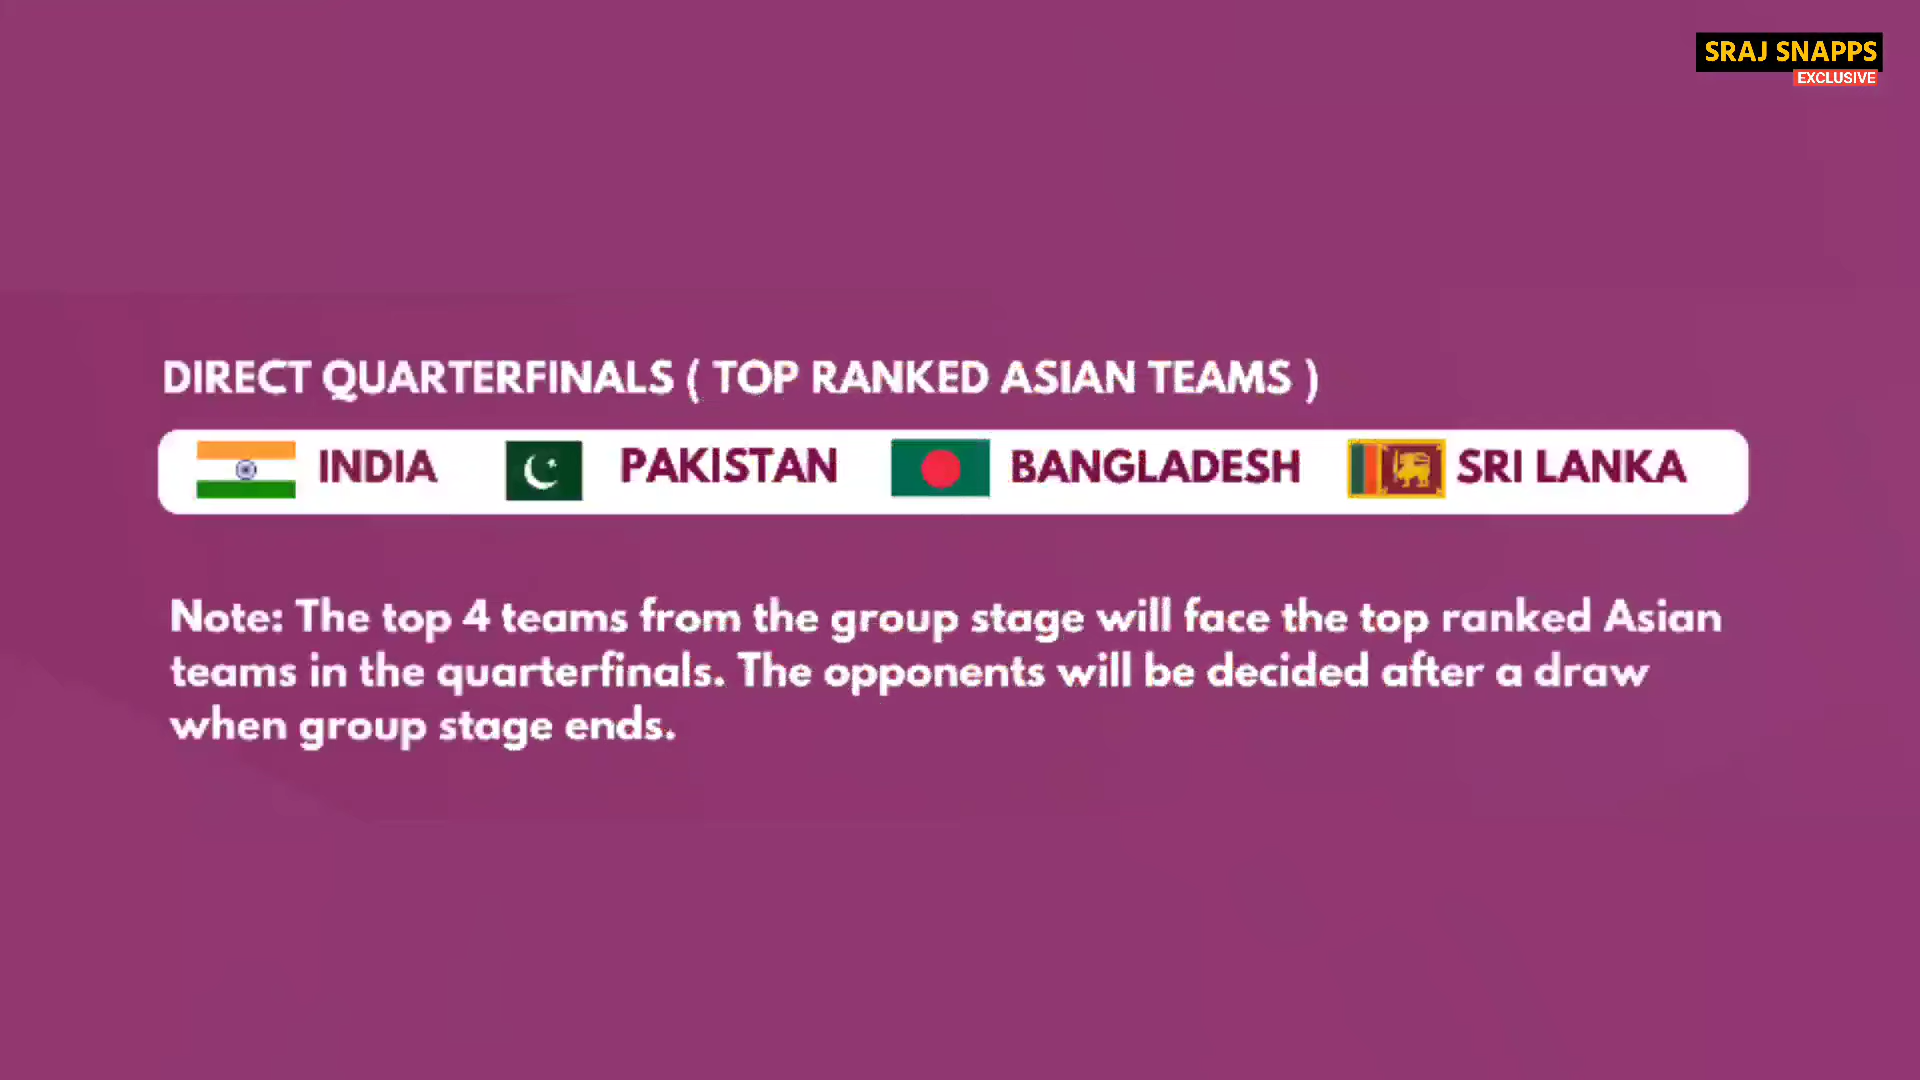 SRAJ SNAPPS
EXCLUSIVE
DIRECT QUARTERFINALS ( TOP RANKED ASIAN TEAMS )
INDIA PAKISTAN BANGLADESH SRI LANKA
Note: The top 4 teams from the group stage will face the top ranked Asian
teams in the quarterfinals. The opponents will be decided after a draw
when group stage ends.